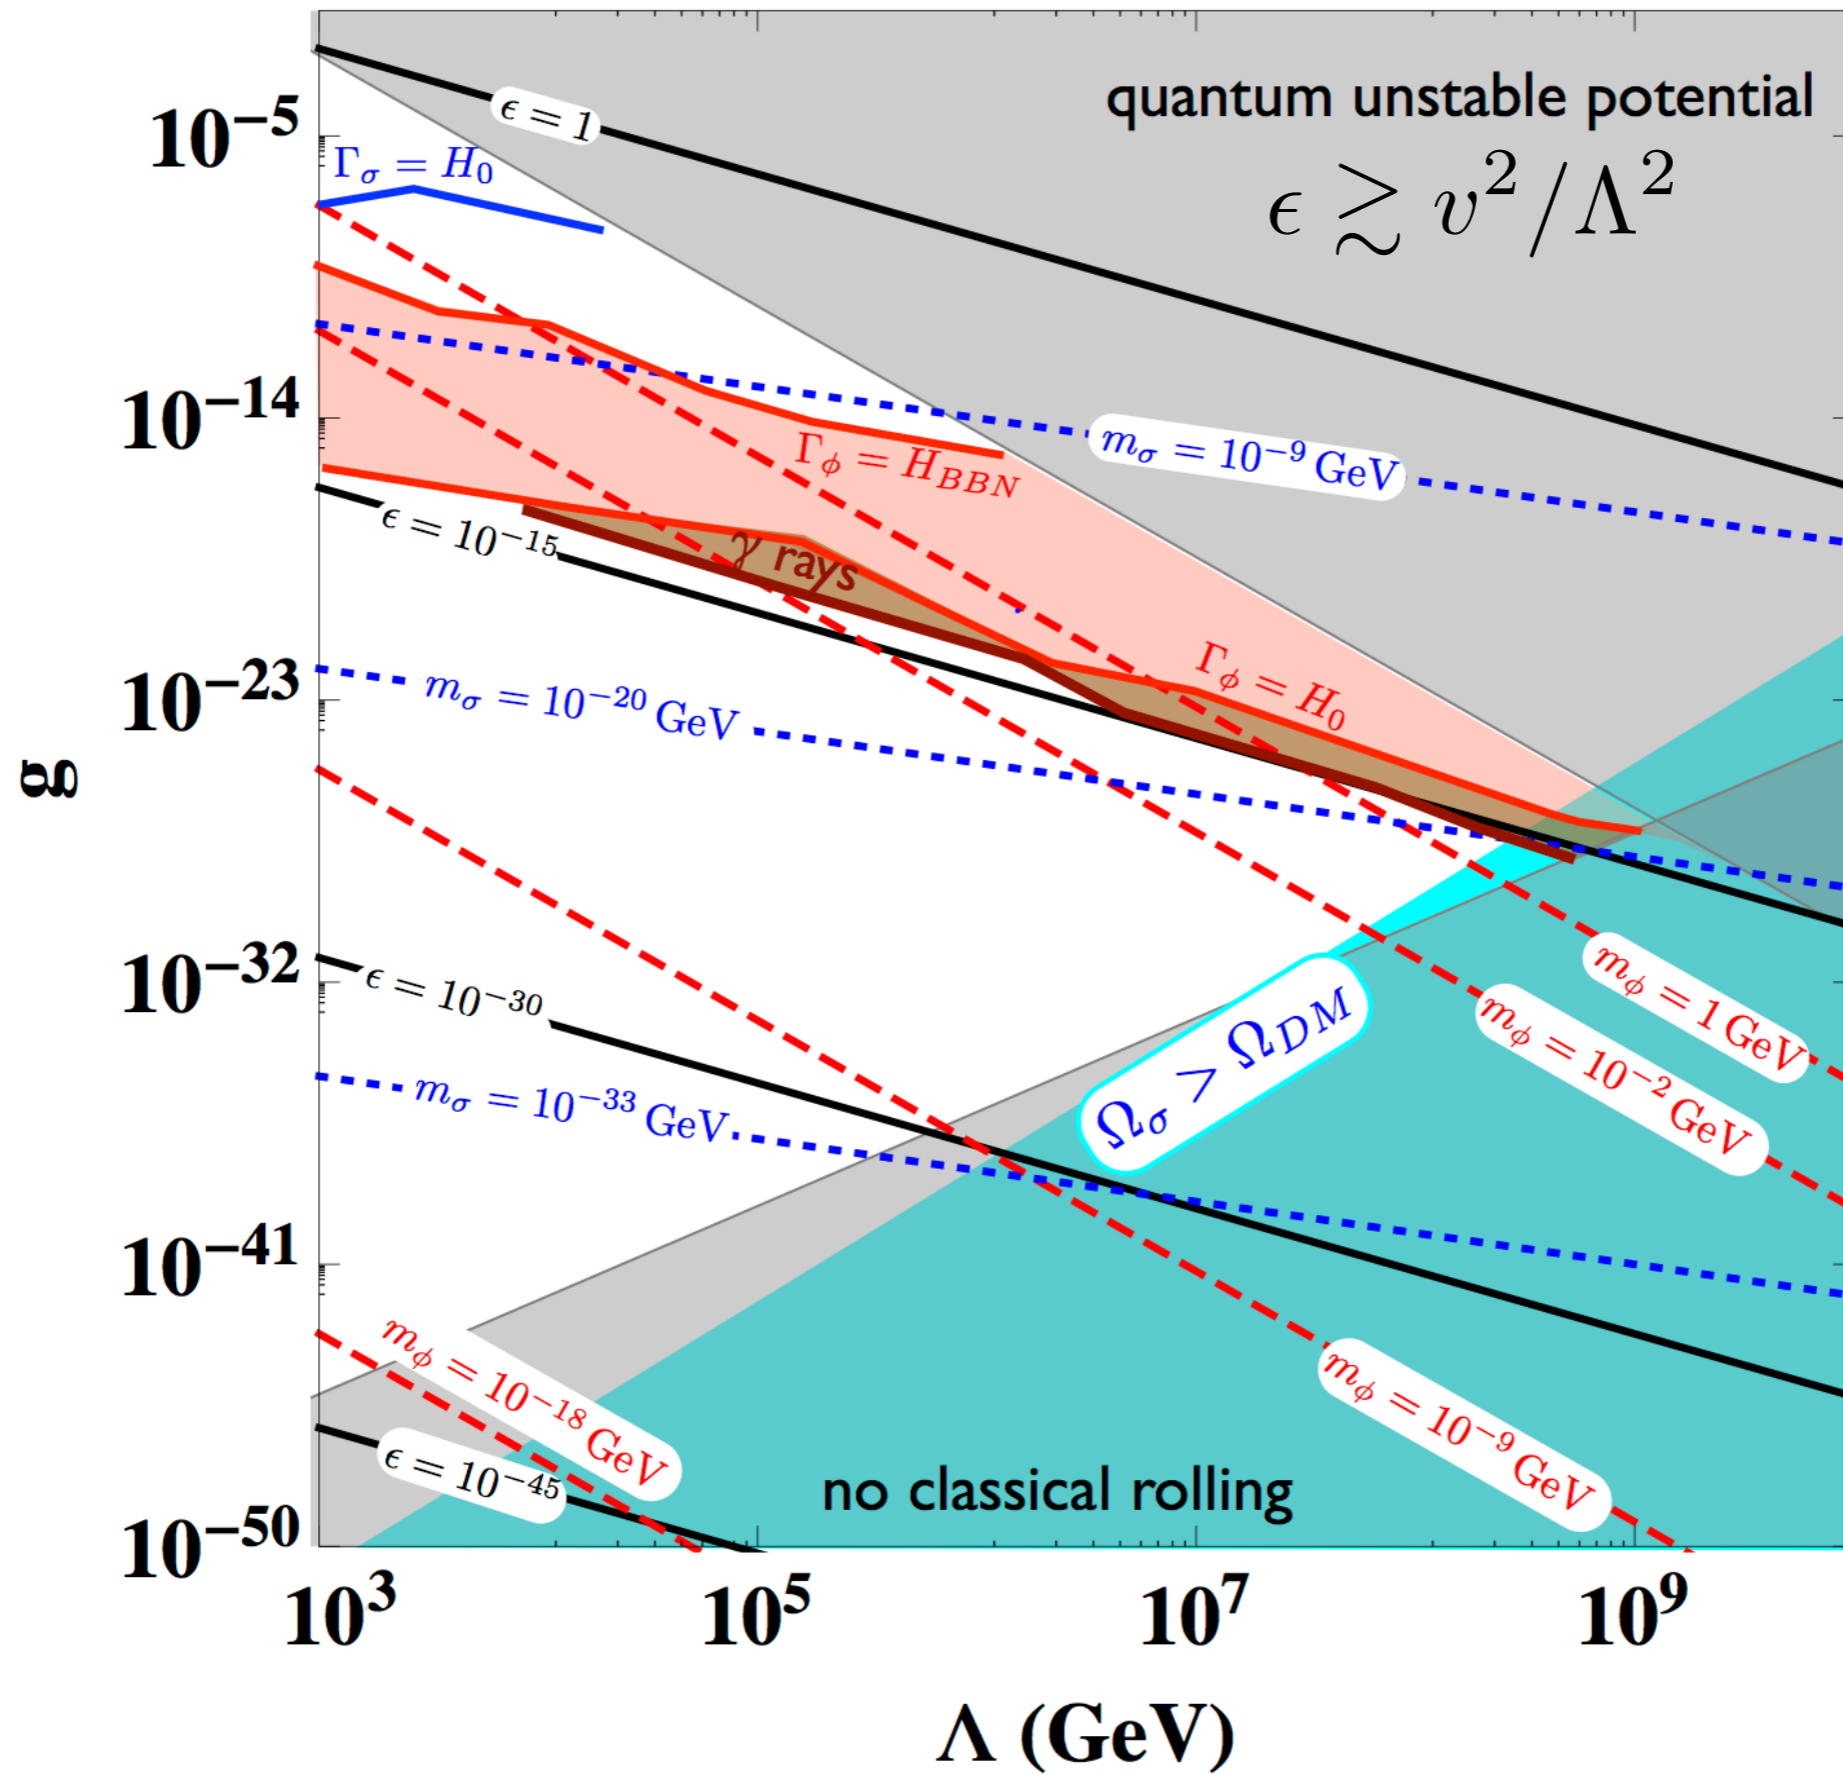 quantum unstable potential
ϵ ≳ v²/Λ²
ϵ = 1
10⁻⁵
Γσ = H₀
10⁻¹⁴
mσ = 10⁻⁹ GeV
Γϕ = H_BBN
ϵ = 10⁻¹⁵
γ rays
10⁻²³
mσ = 10⁻²⁰ GeV
Γϕ = H₀
g
10⁻³²
ϵ = 10⁻³⁰
mϕ = 1 GeV
mϕ = 10⁻² GeV
Ωσ > Ω_DM
mσ = 10⁻³³ GeV
10⁻⁴¹
mϕ = 10⁻¹⁸ GeV
mϕ = 10⁻⁹ GeV
ϵ = 10⁻⁴⁵
no classical rolling
10⁻⁵⁰
10³ 10⁵ 10⁷ 10⁹
Λ (GeV)